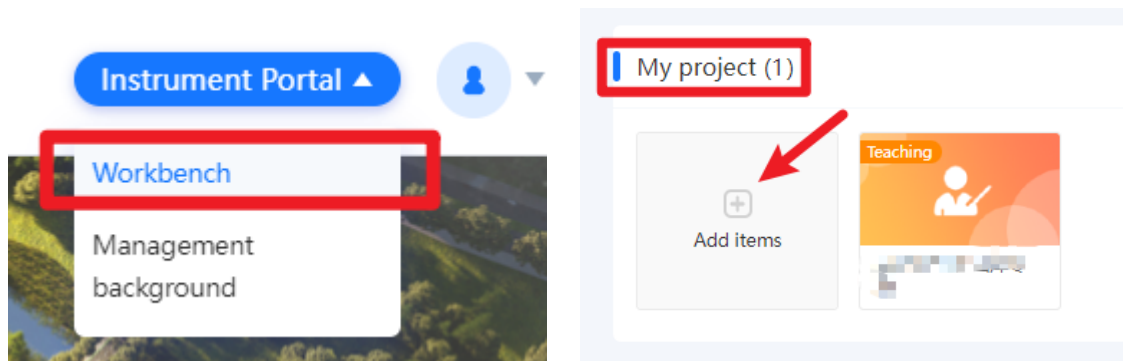 Instrument Portal
Workbench
Management
background
My project (1)
Add items
Teaching